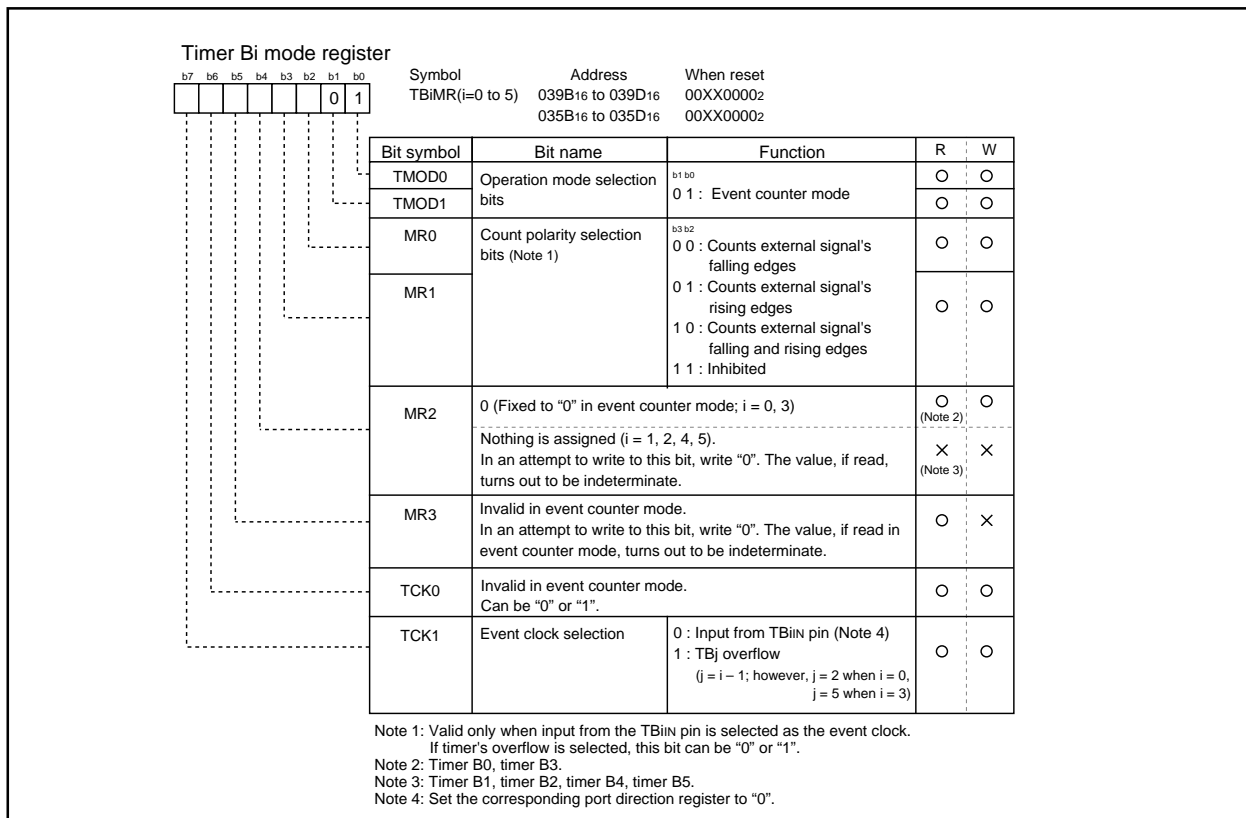 Timer Bi mode register
b7 b6 b5 b4 b3 b2 b1 b0
0 1
Symbol Address When reset
TBiMR(i=0 to 5) 039B16 to 039D16 00XX00002
035B16 to 035D16 00XX00002
Bit symbol Bit name Function R W
TMOD0 Operation mode selection bits b1 b0
TMOD1 0 1 : Event counter mode
MR0 Count polarity selection bits (Note 1) b3 b2
0 0 : Counts external signal's
falling edges
MR1 0 1 : Counts external signal's
rising edges
1 0 : Counts external signal's
falling and rising edges
1 1 : Inhibited
MR2 0 (Fixed to “0” in event counter mode; i = 0, 3)
(Note 2)
Nothing is assigned (i = 1, 2, 4, 5).
In an attempt to write to this bit, write “0”. The value, if read,
turns out to be indeterminate.
(Note 3)
MR3 Invalid in event counter mode.
In an attempt to write to this bit, write “0”. The value, if read in
event counter mode, turns out to be indeterminate.
TCK0 Invalid in event counter mode.
Can be “0” or “1”.
TCK1 Event clock selection 0 : Input from TBiIN pin (Note 4)
1 : TBj overflow
(j = i – 1; however, j = 2 when i = 0,
j = 5 when i = 3)
Note 1: Valid only when input from the TBiIN pin is selected as the event clock.
If timer's overflow is selected, this bit can be “0” or “1”.
Note 2: Timer B0, timer B3.
Note 3: Timer B1, timer B2, timer B4, timer B5.
Note 4: Set the corresponding port direction register to “0”.